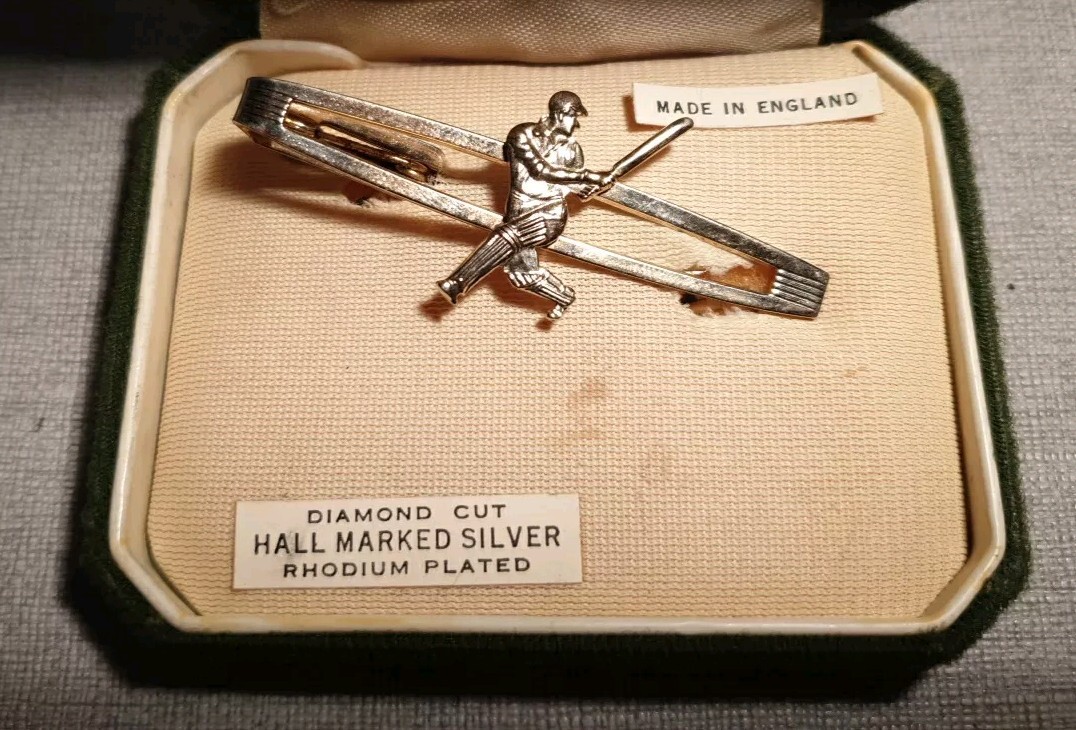 MADE IN ENGLAND
DIAMOND CUT
HALL MARKED SILVER
RHODIUM PLATED